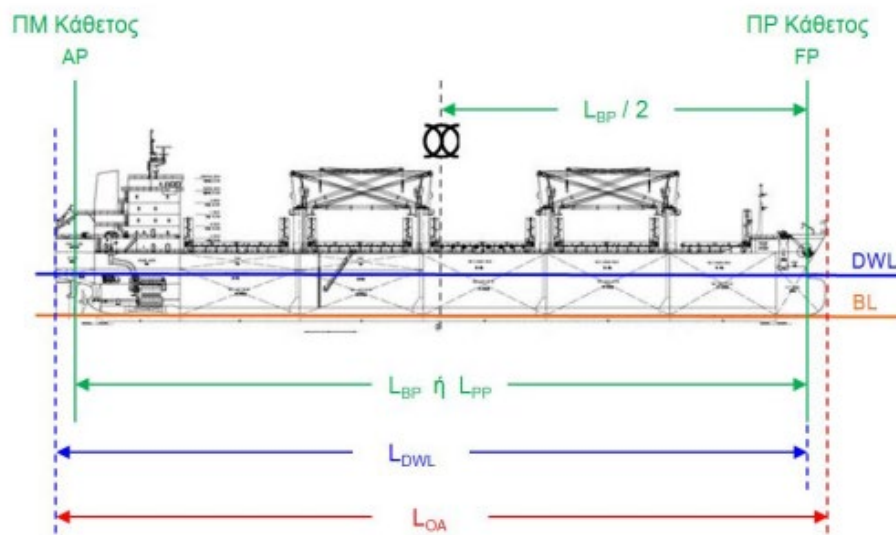 ΠΜ Κάθετος
AP
ΠΡ Κάθετος
FP
L_BP / 2
DWL
BL
L_BP ή L_PP
L_DWL
L_OA